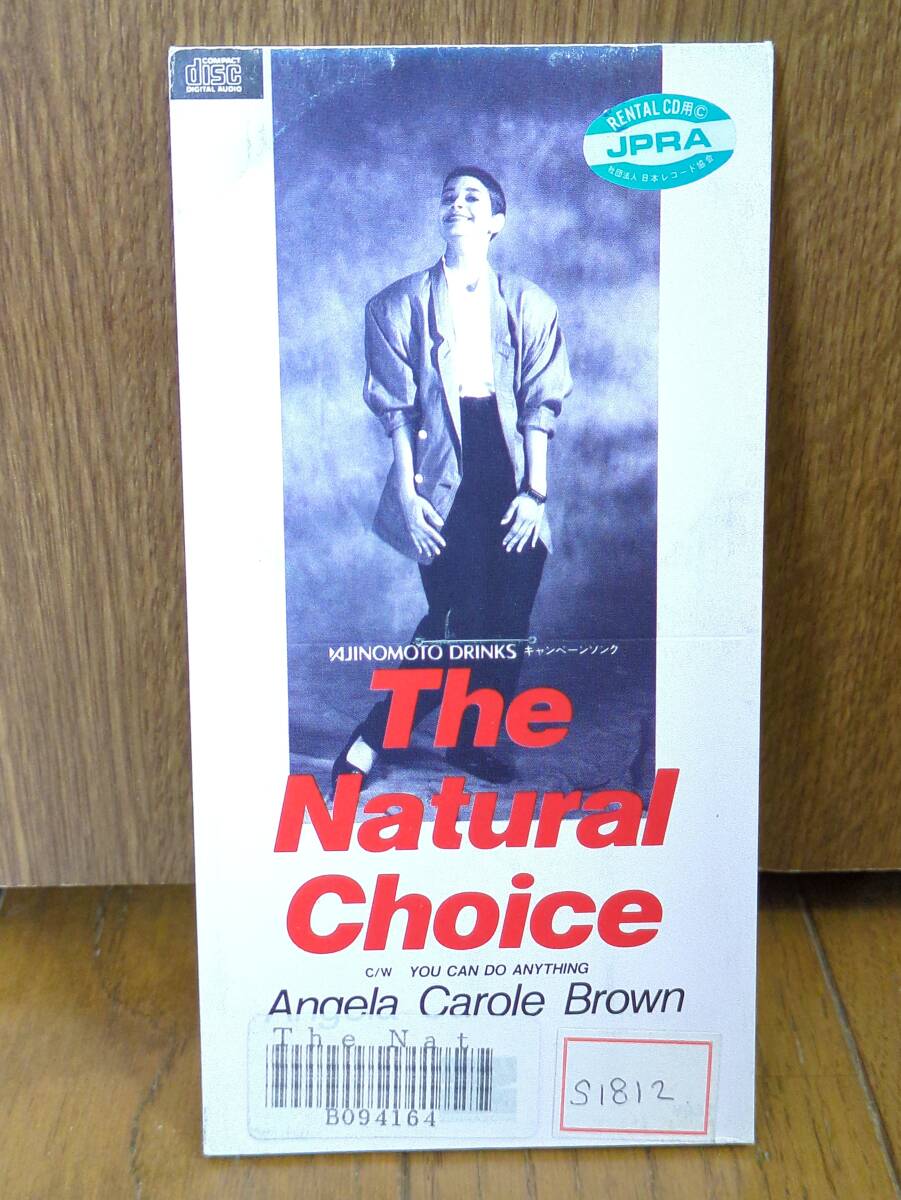 COMPACT
disc
DIGITAL AUDIO
RENTAL CD用Ⓒ
JPRA
社団法人 日本レコード協会
AJINOMOTO DRINKS キャンペーンソング
The
Natural
Choice
C/W YOU CAN DO ANYTHING
Angela Carole Brown
The Nat
B094164
S1812.